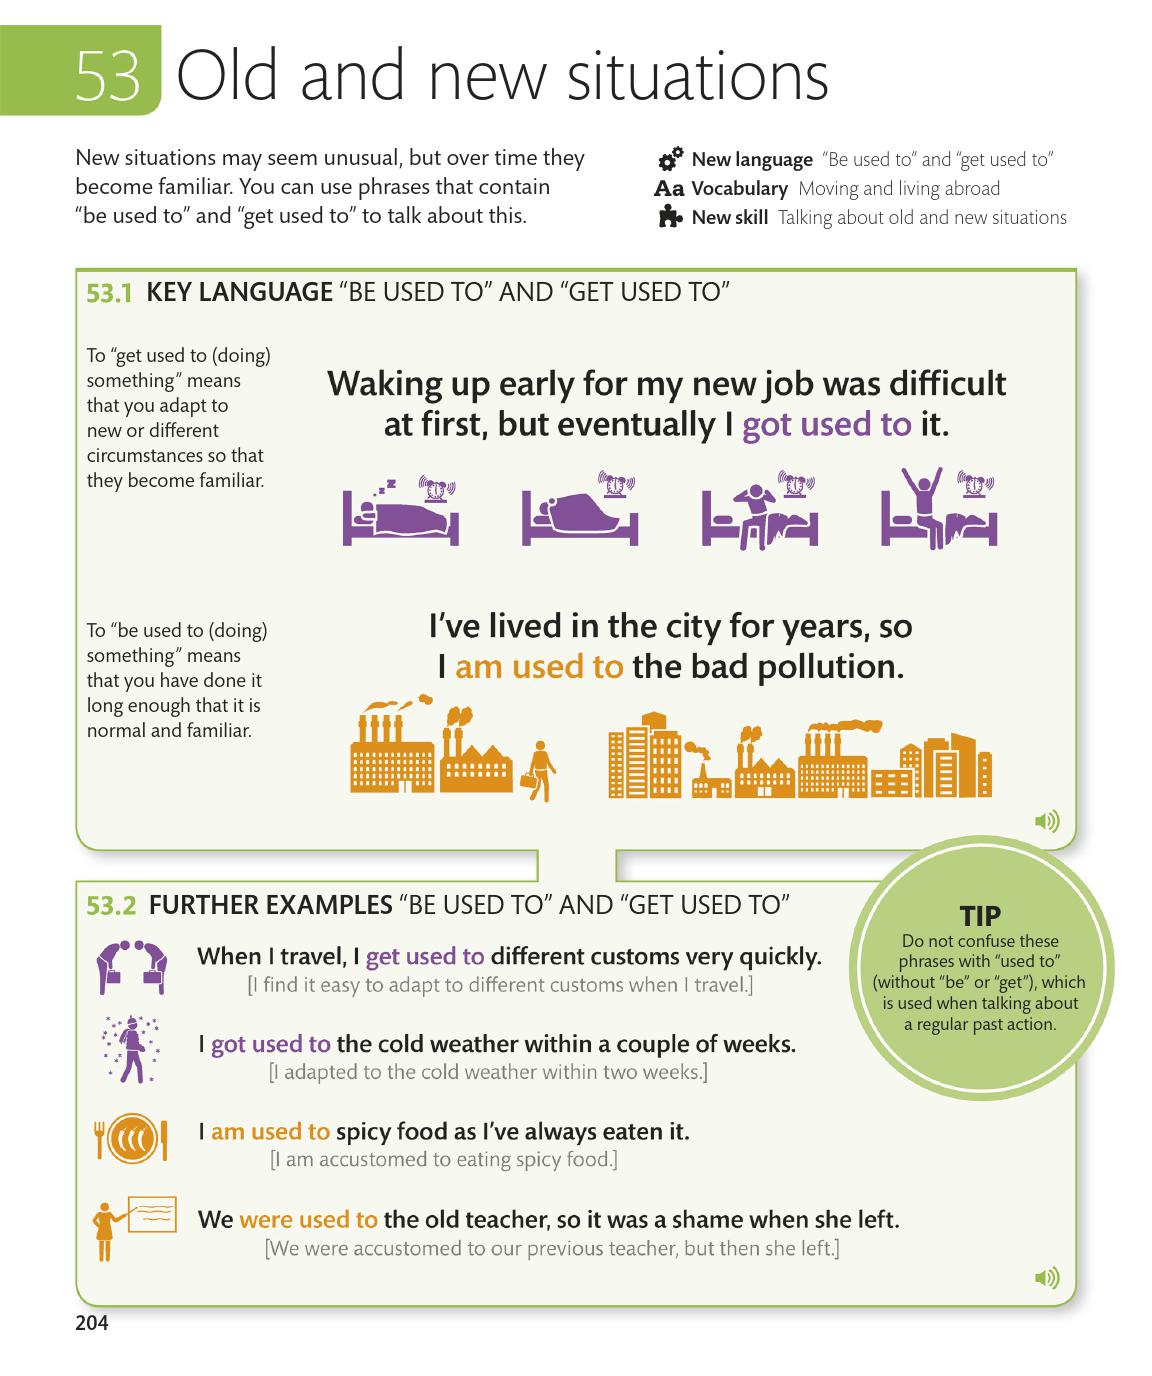 53 Old and new situations
New situations may seem unusual, but over time they
become familiar. You can use phrases that contain
“be used to” and “get used to” to talk about this.
New language “Be used to” and “get used to”
Aa Vocabulary Moving and living abroad
New skill Talking about old and new situations
53.1 KEY LANGUAGE “BE USED TO” AND “GET USED TO”
To “get used to (doing)
something” means
that you adapt to
new or different
circumstances so that
they become familiar.
Waking up early for my new job was difficult
at first, but eventually I got used to it.
z z Z
To “be used to (doing)
something” means
that you have done it
long enough that it is
normal and familiar.
I’ve lived in the city for years, so
I am used to the bad pollution.
53.2 FURTHER EXAMPLES “BE USED TO” AND “GET USED TO”
When I travel, I get used to different customs very quickly.
[I find it easy to adapt to different customs when I travel.]
I got used to the cold weather within a couple of weeks.
[I adapted to the cold weather within two weeks.]
I am used to spicy food as I’ve always eaten it.
[I am accustomed to eating spicy food.]
We were used to the old teacher, so it was a shame when she left.
[We were accustomed to our previous teacher, but then she left.]
TIP
Do not confuse these
phrases with “used to”
(without “be” or “get”), which
is used when talking about
a regular past action.
204